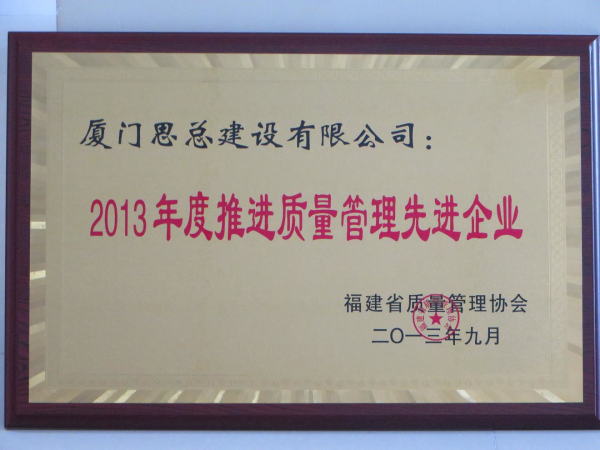 厦门思总建设有限公司：
2013年度推进质量管理先进企业
福建省质量管理协会
二〇一三年九月